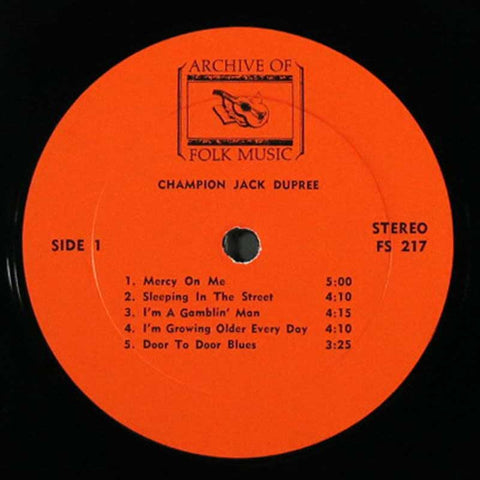 ARCHIVE OF
FOLK MUSIC
CHAMPION JACK DUPREE
SIDE 1
STEREO
FS 217
1. Mercy On Me 5:00
2. Sleeping In The Street 4:10
3. I'm A Gamblin' Man 4:15
4. I'm Growing Older Every Day 4:10
5. Door To Door Blues 3:25